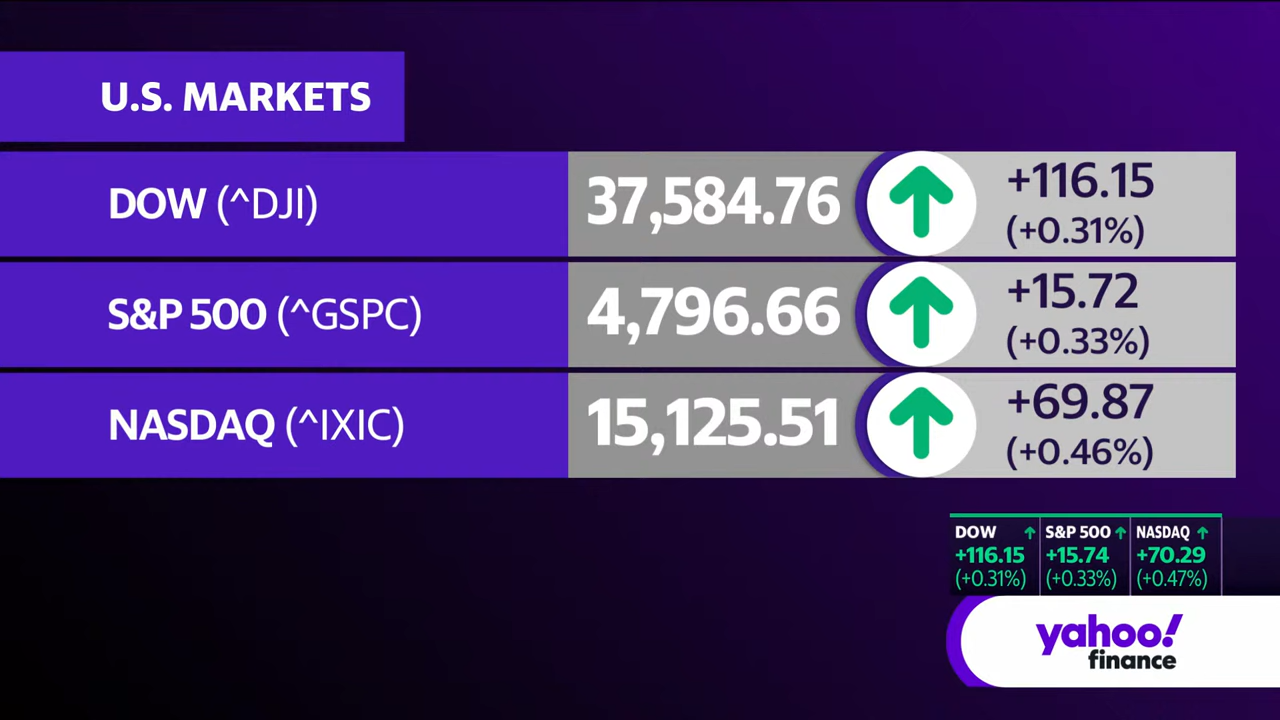 U.S. MARKETS
DOW (^DJI) 37,584.76 +116.15
(+0.31%)
S&P 500 (^GSPC) 4,796.66 +15.72
(+0.33%)
NASDAQ (^IXIC) 15,125.51 +69.87
(+0.46%)
DOW S&P 500 NASDAQ
+116.15 +15.74 +70.29
(+0.31%) (+0.33%) (+0.47%)
yahoo!
finance